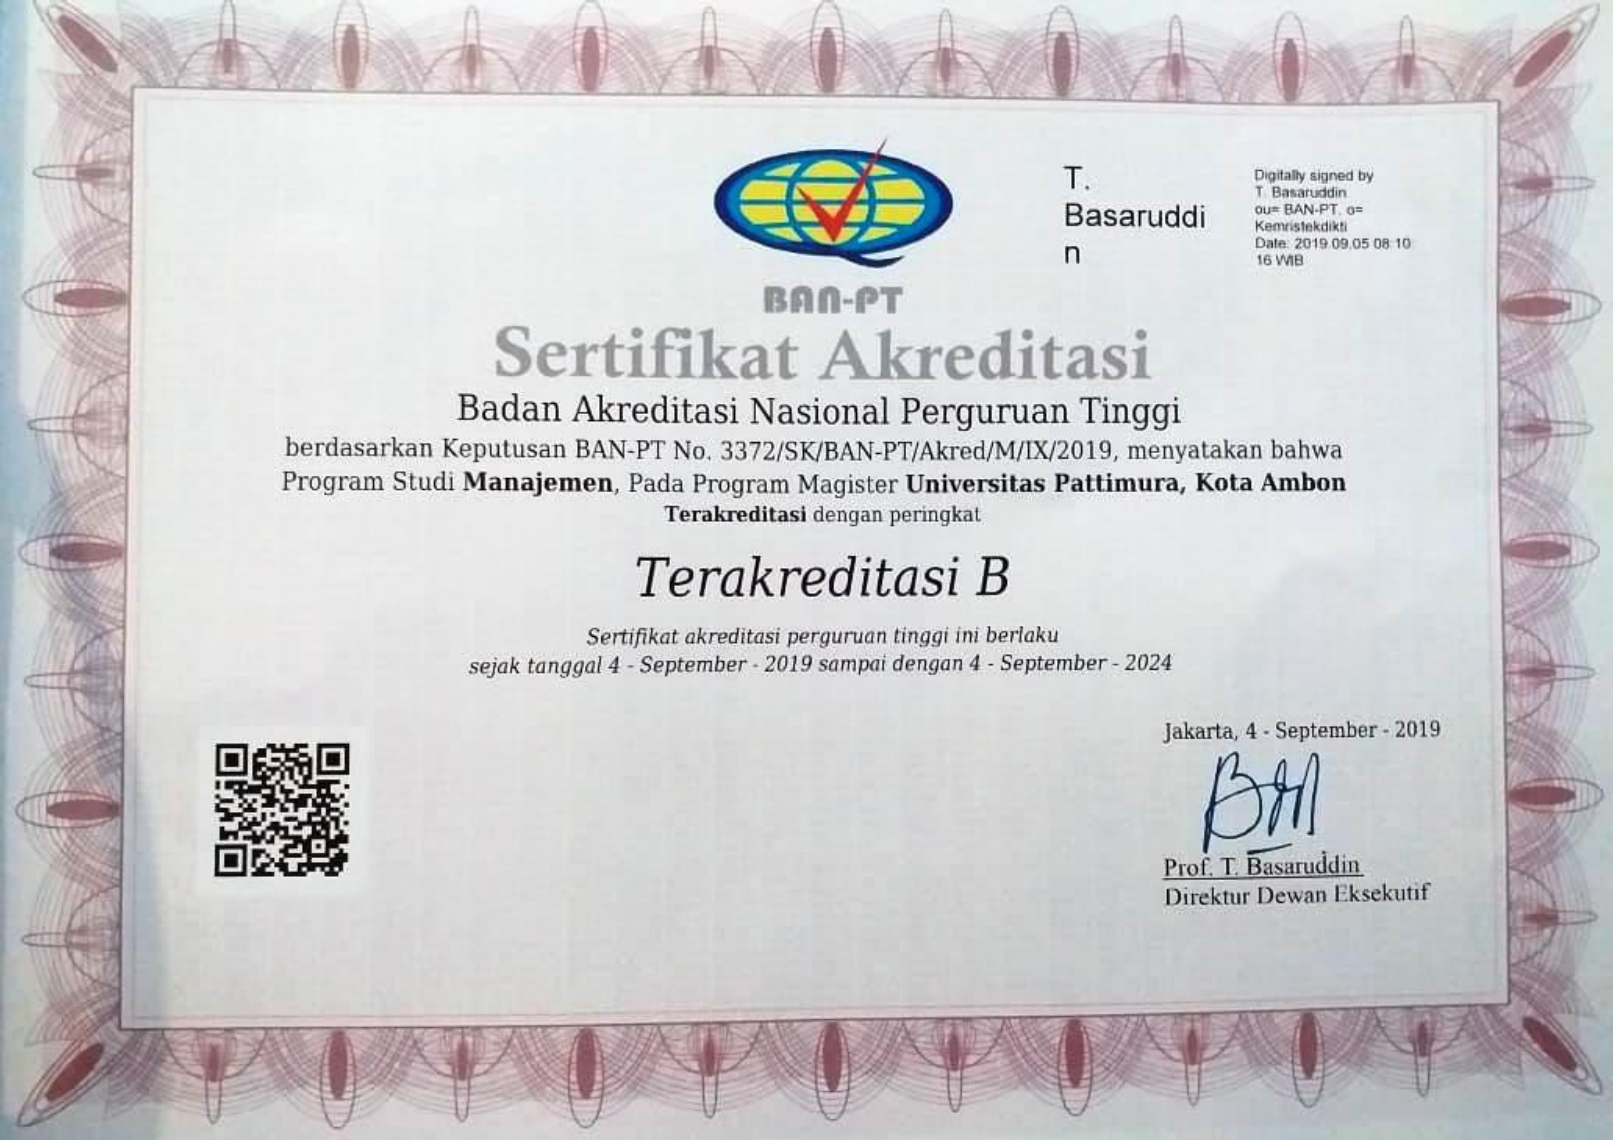 T.
Basaruddi
n
Digitally signed by
T. Basaruddin
ou= BAN-PT, o=
Kemristekdikti
Date: 2019.09.05 08 10
16 WIB
BAN-PT
Sertifikat Akreditasi
Badan Akreditasi Nasional Perguruan Tinggi
berdasarkan Keputusan BAN-PT No. 3372/SK/BAN-PT/Akred/M/IX/2019, menyatakan bahwa
Program Studi Manajemen, Pada Program Magister Universitas Pattimura, Kota Ambon
Terakreditasi dengan peringkat
Terakreditasi B
Sertifikat akreditasi perguruan tinggi ini berlaku
sejak tanggal 4 - September - 2019 sampai dengan 4 - September - 2024
Jakarta, 4 - September - 2019
Prof. T. Basaruddin
Direktur Dewan Eksekutif